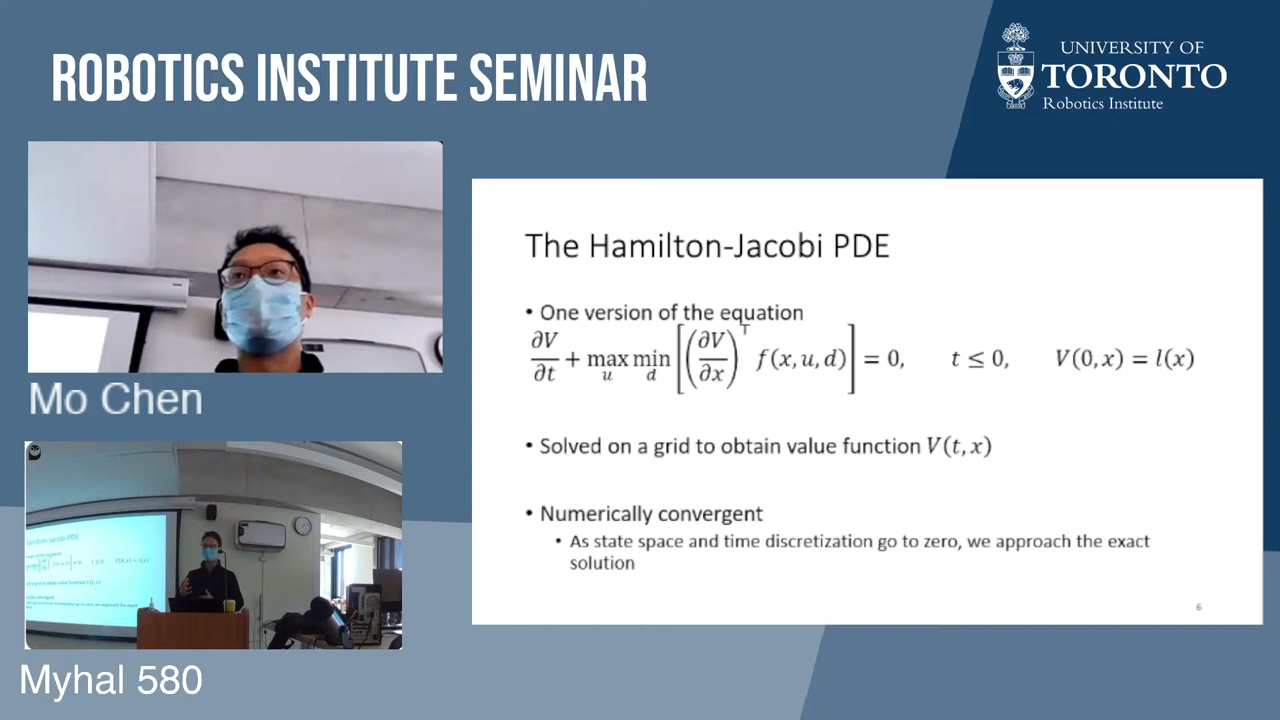 ROBOTICS INSTITUTE SEMINAR
UNIVERSITY OF
TORONTO
Robotics Institute
Mo Chen
Myhal 580
The Hamilton-Jacobi PDE
• One version of the equation
∂V/∂t + max_u min_d [(∂V/∂x)^⊤ f(x, u, d)] = 0, t ≤ 0, V(0, x) = l(x)
• Solved on a grid to obtain value function V(t, x)
• Numerically convergent
• As state space and time discretization go to zero, we approach the exact
solution
6